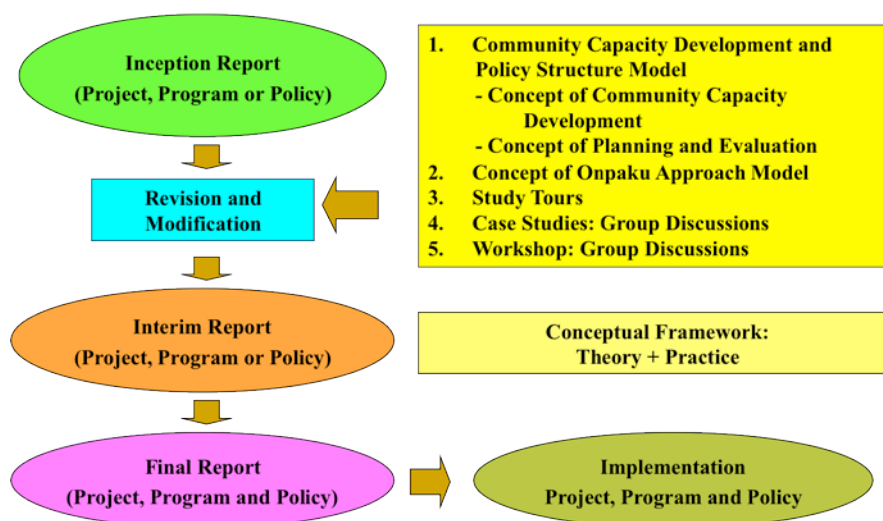 Inception Report
(Project, Program or Policy)
1. Community Capacity Development and
Policy Structure Model
- Concept of Community Capacity
Development
- Concept of Planning and Evaluation
2. Concept of Onpaku Approach Model
3. Study Tours
4. Case Studies: Group Discussions
5. Workshop: Group Discussions
Revision and
Modification
Interim Report
(Project, Program or Policy)
Conceptual Framework:
Theory + Practice
Final Report
(Project, Program and Policy)
Implementation
Project, Program and Policy